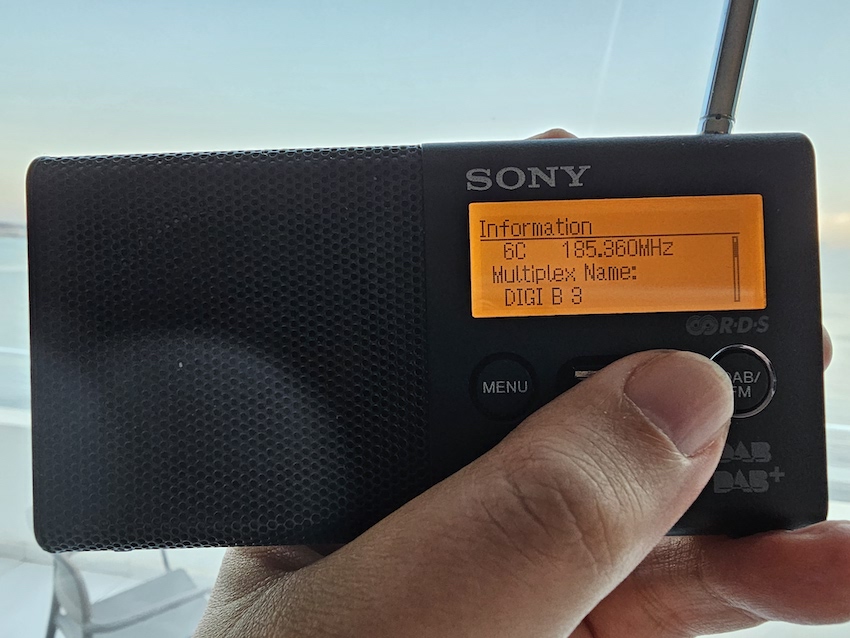 SONY
Information
6C 185.360MHz
Multiplex Name:
DIGI B 3
R·D·S
MENU
DAB/
FM
DAB
DAB+